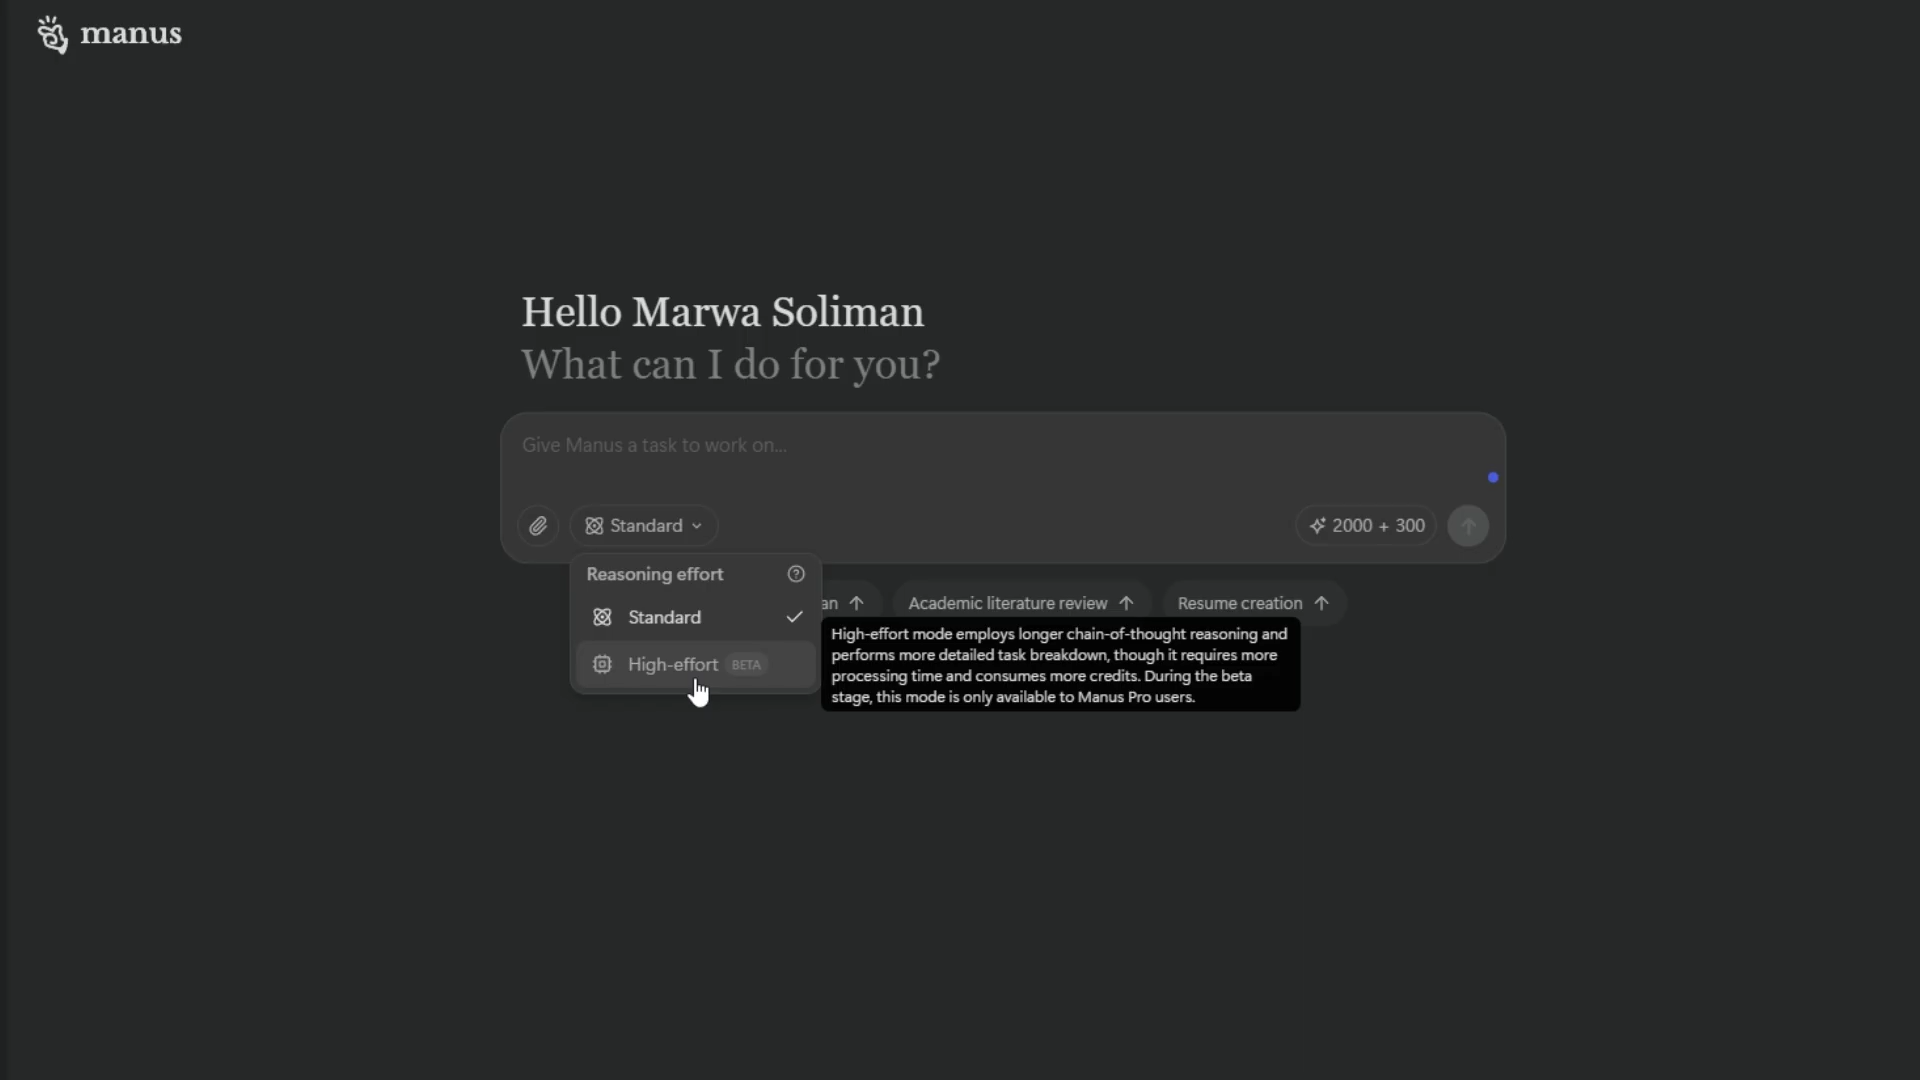 manus
Hello Marwa Soliman
What can I do for you?
Give Manus a task to work on...
Standard
2000 + 300
Reasoning effort
Standard
High-effort BETA
Academic literature review
Resume creation
High-effort mode employs longer chain-of-thought reasoning and
performs more detailed task breakdown, though it requires more
processing time and consumes more credits. During the beta
stage, this mode is only available to Manus Pro users.